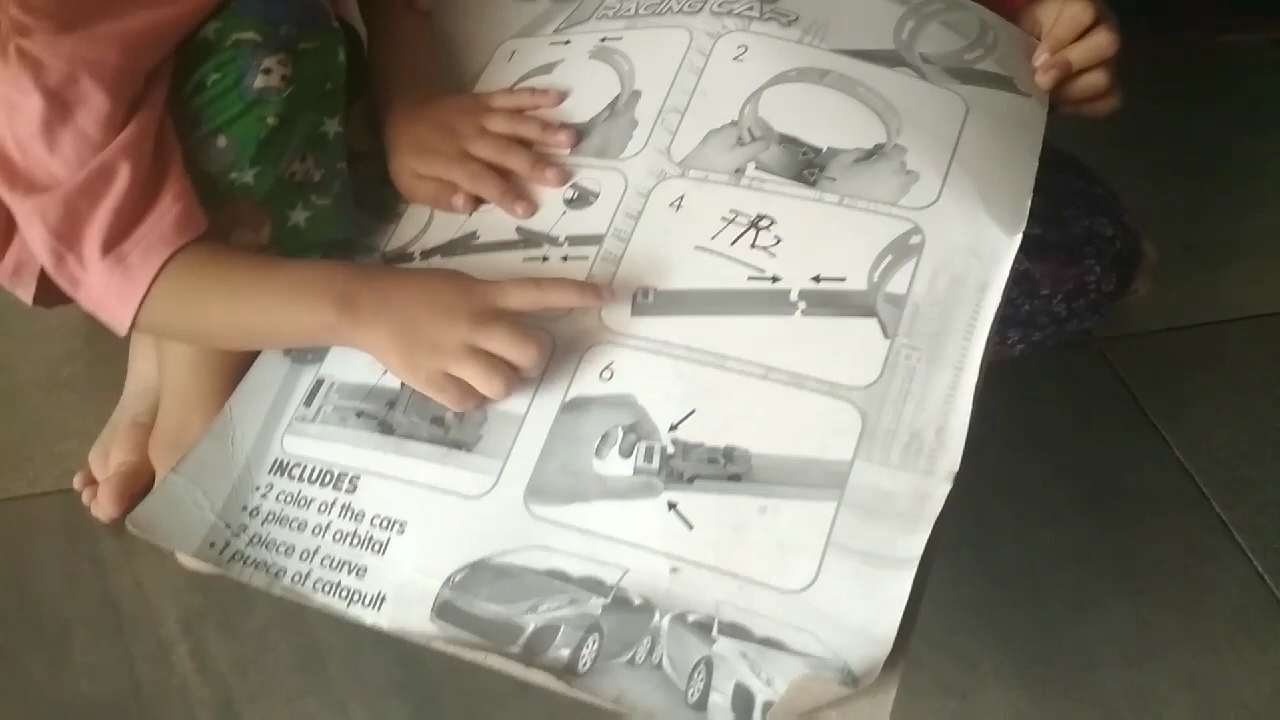 RACING CAR
1
2
4
6
INCLUDES
•2 color of the cars
•6 piece of orbital
•2 piece of curve
•1 puece of catapult